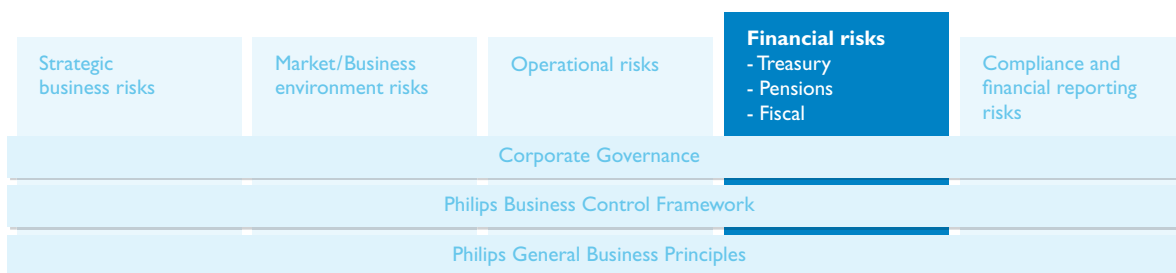 Strategic
business risks
Market/Business
environment risks
Operational risks
Financial risks
- Treasury
- Pensions
- Fiscal
Compliance and
financial reporting
risks
Corporate Governance
Philips Business Control Framework
Philips General Business Principles